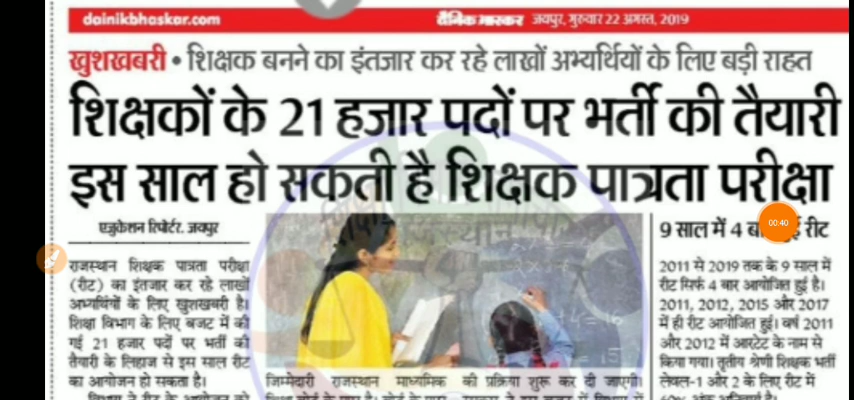 dainikbhaskar.com
दैनिक भास्कर जयपुर, गुरुवार 22 अगस्त, 2019
खुशखबरी • शिक्षक बनने का इंतजार कर रहे लाखों अभ्यर्थियों के लिए बड़ी राहत
शिक्षकों के 21 हजार पदों पर भर्ती की तैयारी
इस साल हो सकती है शिक्षक पात्रता परीक्षा
एजुकेशन रिपोर्टर. जयपुर
राजस्थान शिक्षक पात्रता परीक्षा
(रीट) का इंतजार कर रहे लाखों
अभ्यर्थियों के लिए खुशखबरी है।
शिक्षा विभाग के लिए बजट में की
गई 21 हजार पदों पर भर्ती की
तैयारी के लिहाज से इस साल रीट
का आयोजन हो सकता है।
जिम्मेदारी राजस्थान माध्यमिक
की प्रक्रिया शुरू कर दी जाएगी।
9 साल में 4 रीट
00:40
2011 से 2019 तक के 9 साल में
रीट सिर्फ 4 बार आयोजित हुई है।
2011, 2012, 2015 और 2017
में ही रीट आयोजित हुई। वर्ष 2011
और 2012 में आरटेट के नाम से
किया गया। तृतीय श्रेणी शिक्षक भर्ती
लेवल-1 और 2 के लिए रीट में